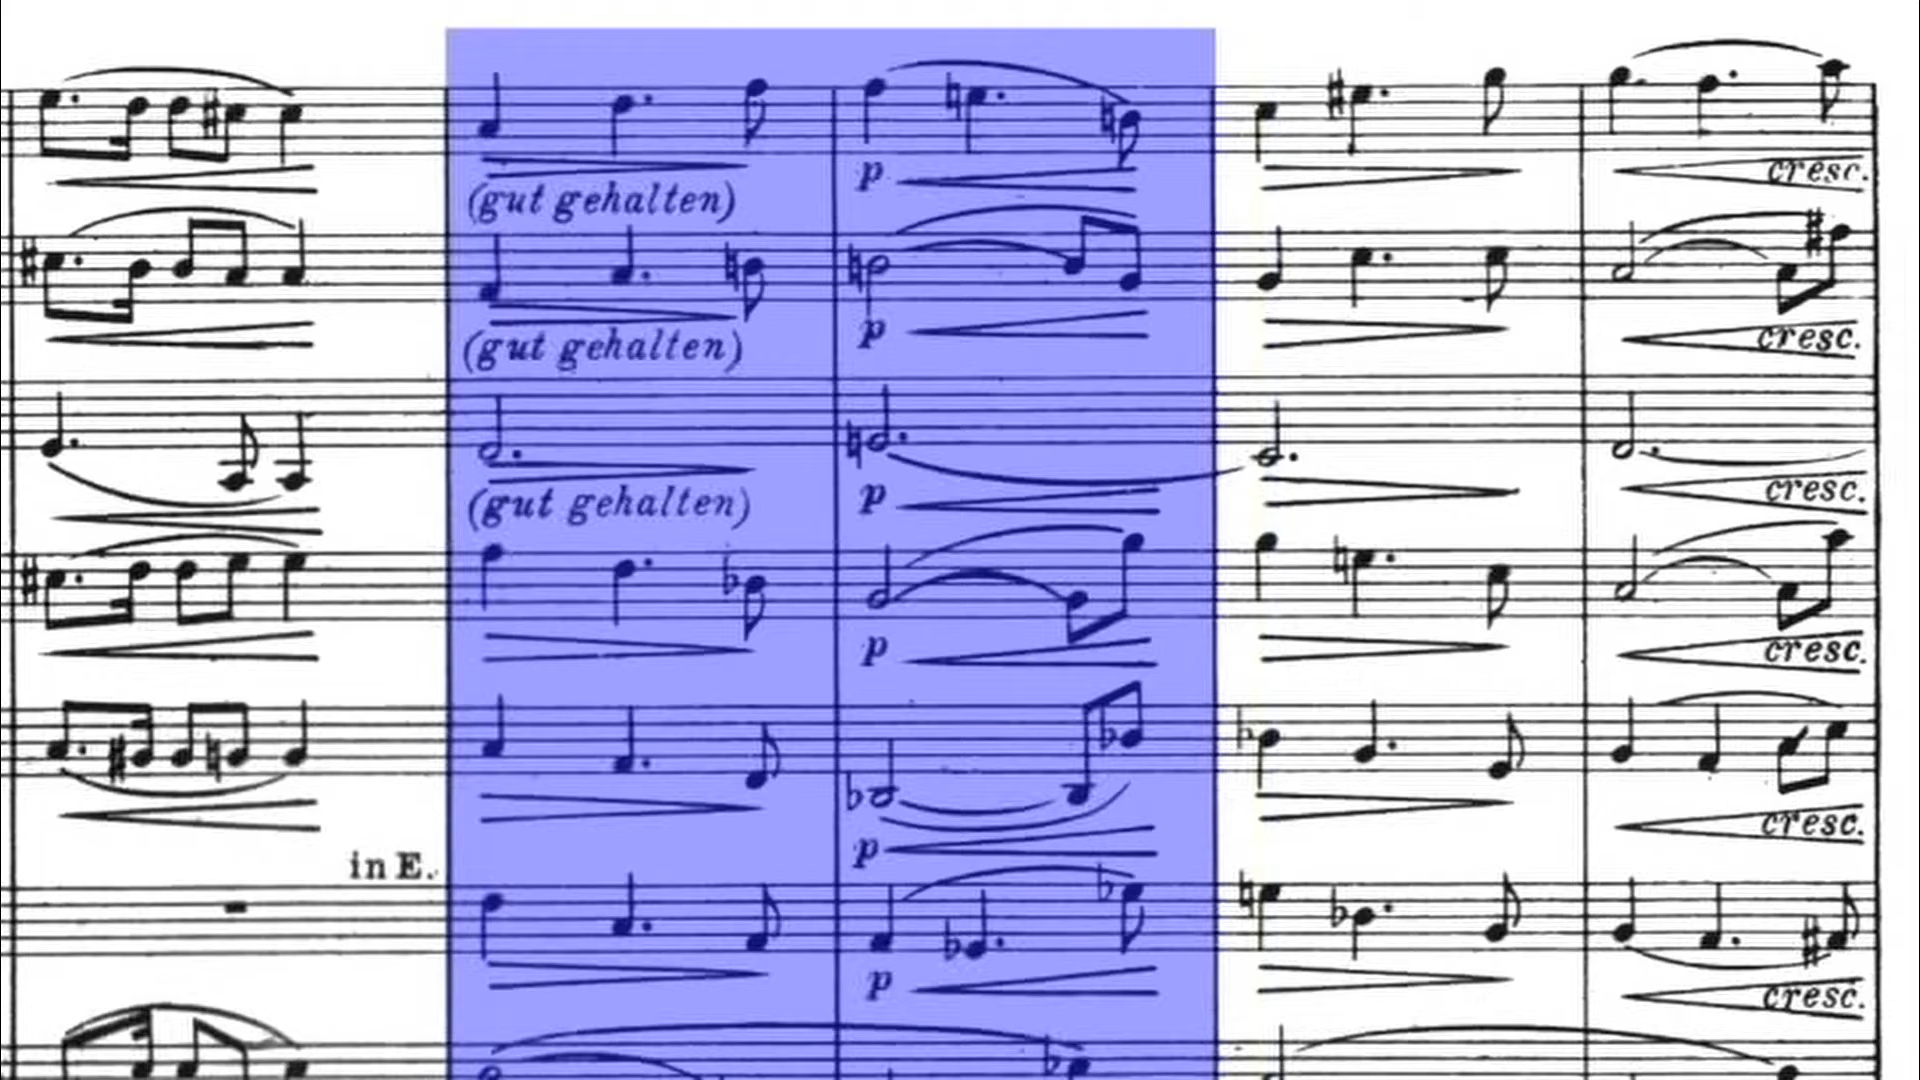 cresc.
p
(gut gehalten)
cresc.
p
(gut gehalten)
cresc.
p
(gut gehalten)
cresc.
p
cresc.
p
in E.
cresc.
p